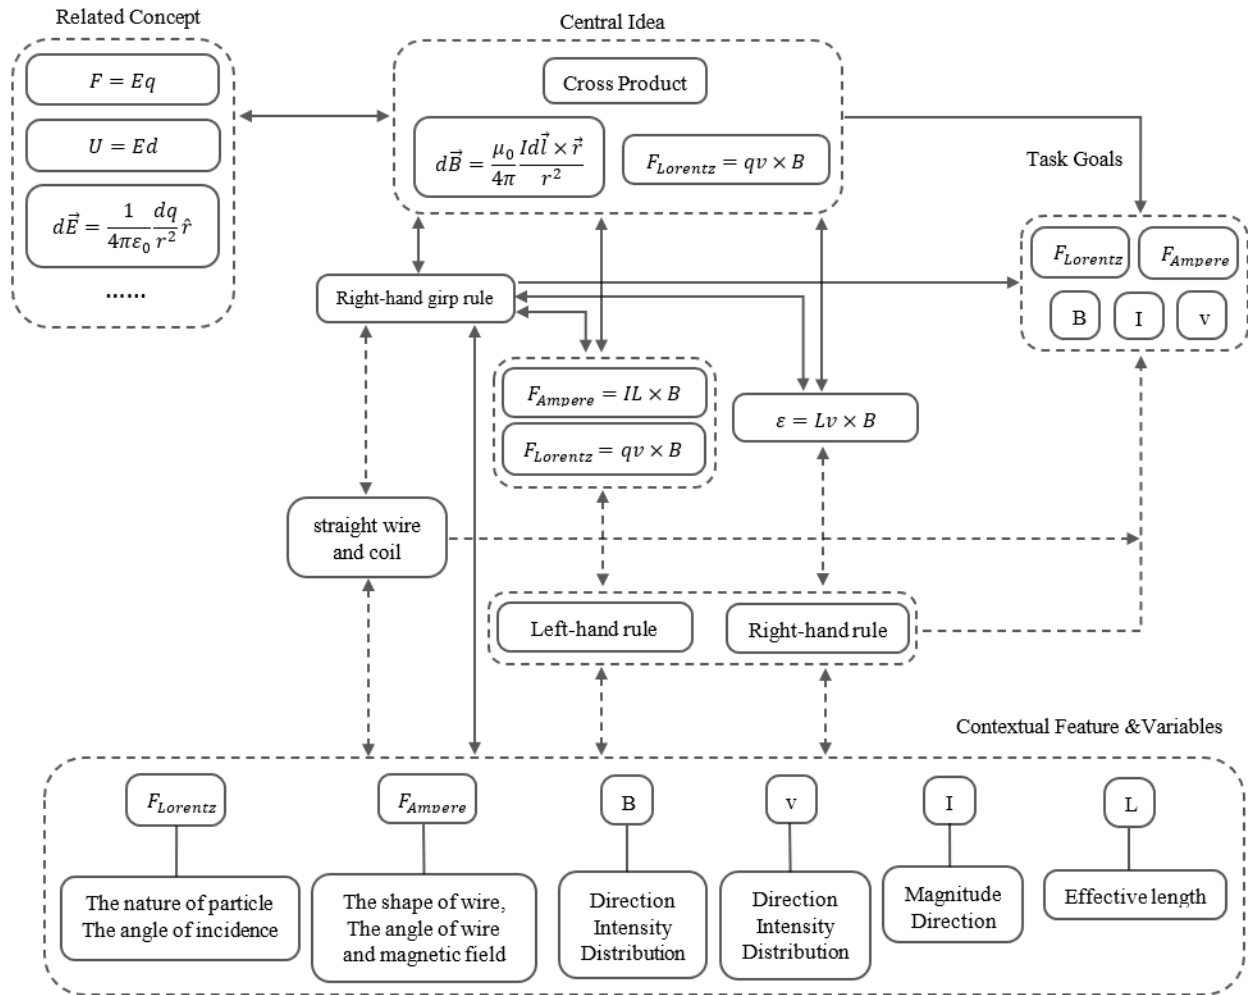 Related Concept
Central Idea
F = Eq
U = Ed
dE⃗ = 1/4πε₀ dq/r² r̂
......
Cross Product
dB⃗ = μ₀/4π Idl⃗ × r⃗/r²
F_Lorentz = qv × B
Task Goals
F_Lorentz
F_Ampere
B
I
v
Right-hand girp rule
F_Ampere = IL × B
F_Lorentz = qv × B
ε = Lv × B
straight wire
and coil
Left-hand rule
Right-hand rule
Contextual Feature &Variables
F_Lorentz
F_Ampere
B
v
I
L
The nature of particle
The angle of incidence
The shape of wire,
The angle of wire
and magnetic field
Direction
Intensity
Distribution
Direction
Intensity
Distribution
Magnitude
Direction
Effective length